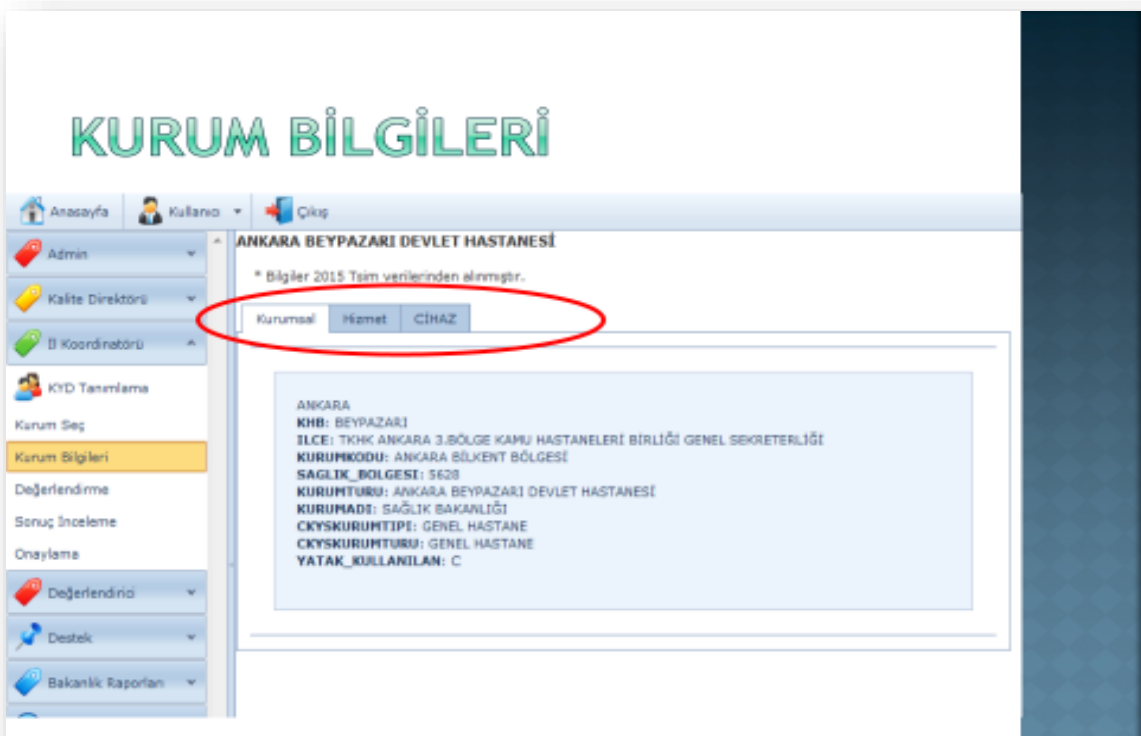 KURUM BİLGİLERİ
Anasayfa Kullanıcı Çıkış
Admin
Kalite Direktörü
İl Koordinatörü
KYD Tanımlama
Kurum Seç
Kurum Bilgileri
Değerlendirme
Sonuç İnceleme
Onaylama
Değerlendirici
Destek
Bakanlık Raporları
ANKARA BEYPAZARI DEVLET HASTANESİ
* Bilgiler 2015 Tsim verilerinden alınmıştır.
Kurumsal Hizmet CİHAZ
ANKARA
KHB: BEYPAZARI
ILCE: TKHK ANKARA 3.BÖLGE KAMU HASTANELERİ BİRLİĞİ GENEL SEKRETERLİĞİ
KURUMKODU: ANKARA BİLKENT BÖLGESİ
SAGLIK_BOLGESI: 5628
KURUMTURU: ANKARA BEYPAZARI DEVLET HASTANESİ
KURUMADI: SAĞLIK BAKANLIĞI
CKYSKURUMTIPI: GENEL HASTANE
CKYSKURUMTURU: GENEL HASTANE
YATAK_KULLANILAN: C